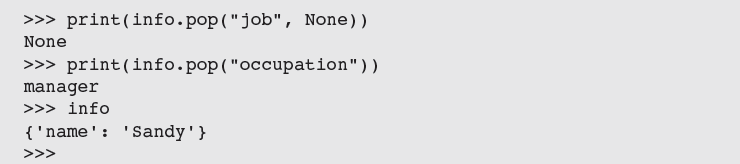 >>> print(info.pop("job", None))
None
>>> print(info.pop("occupation"))
manager
>>> info
{'name': 'Sandy'}
>>>